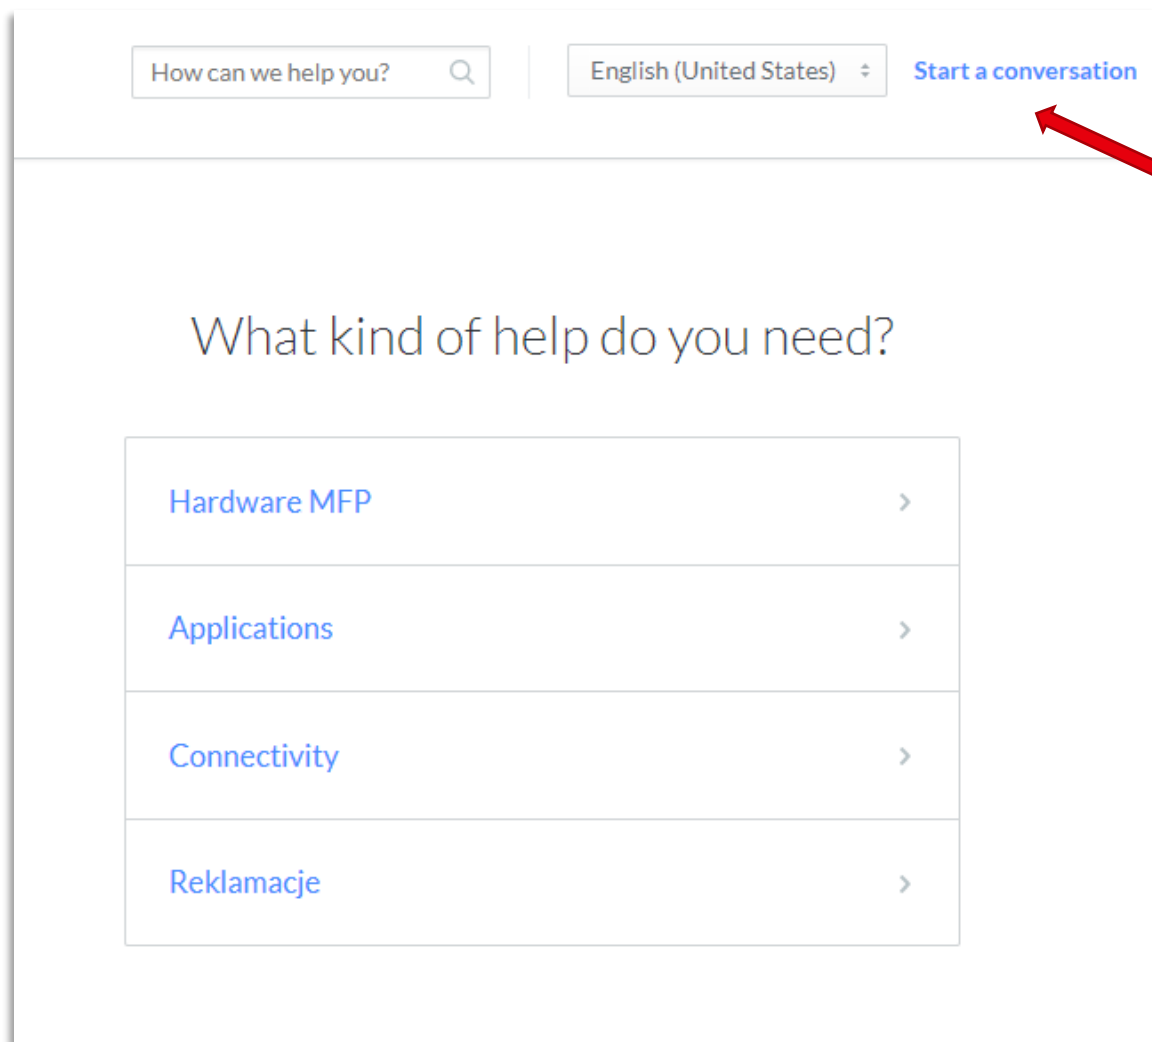 How can we help you?
English (United States)
Start a conversation
What kind of help do you need?
Hardware MFP
Applications
Connectivity
Reklamacje